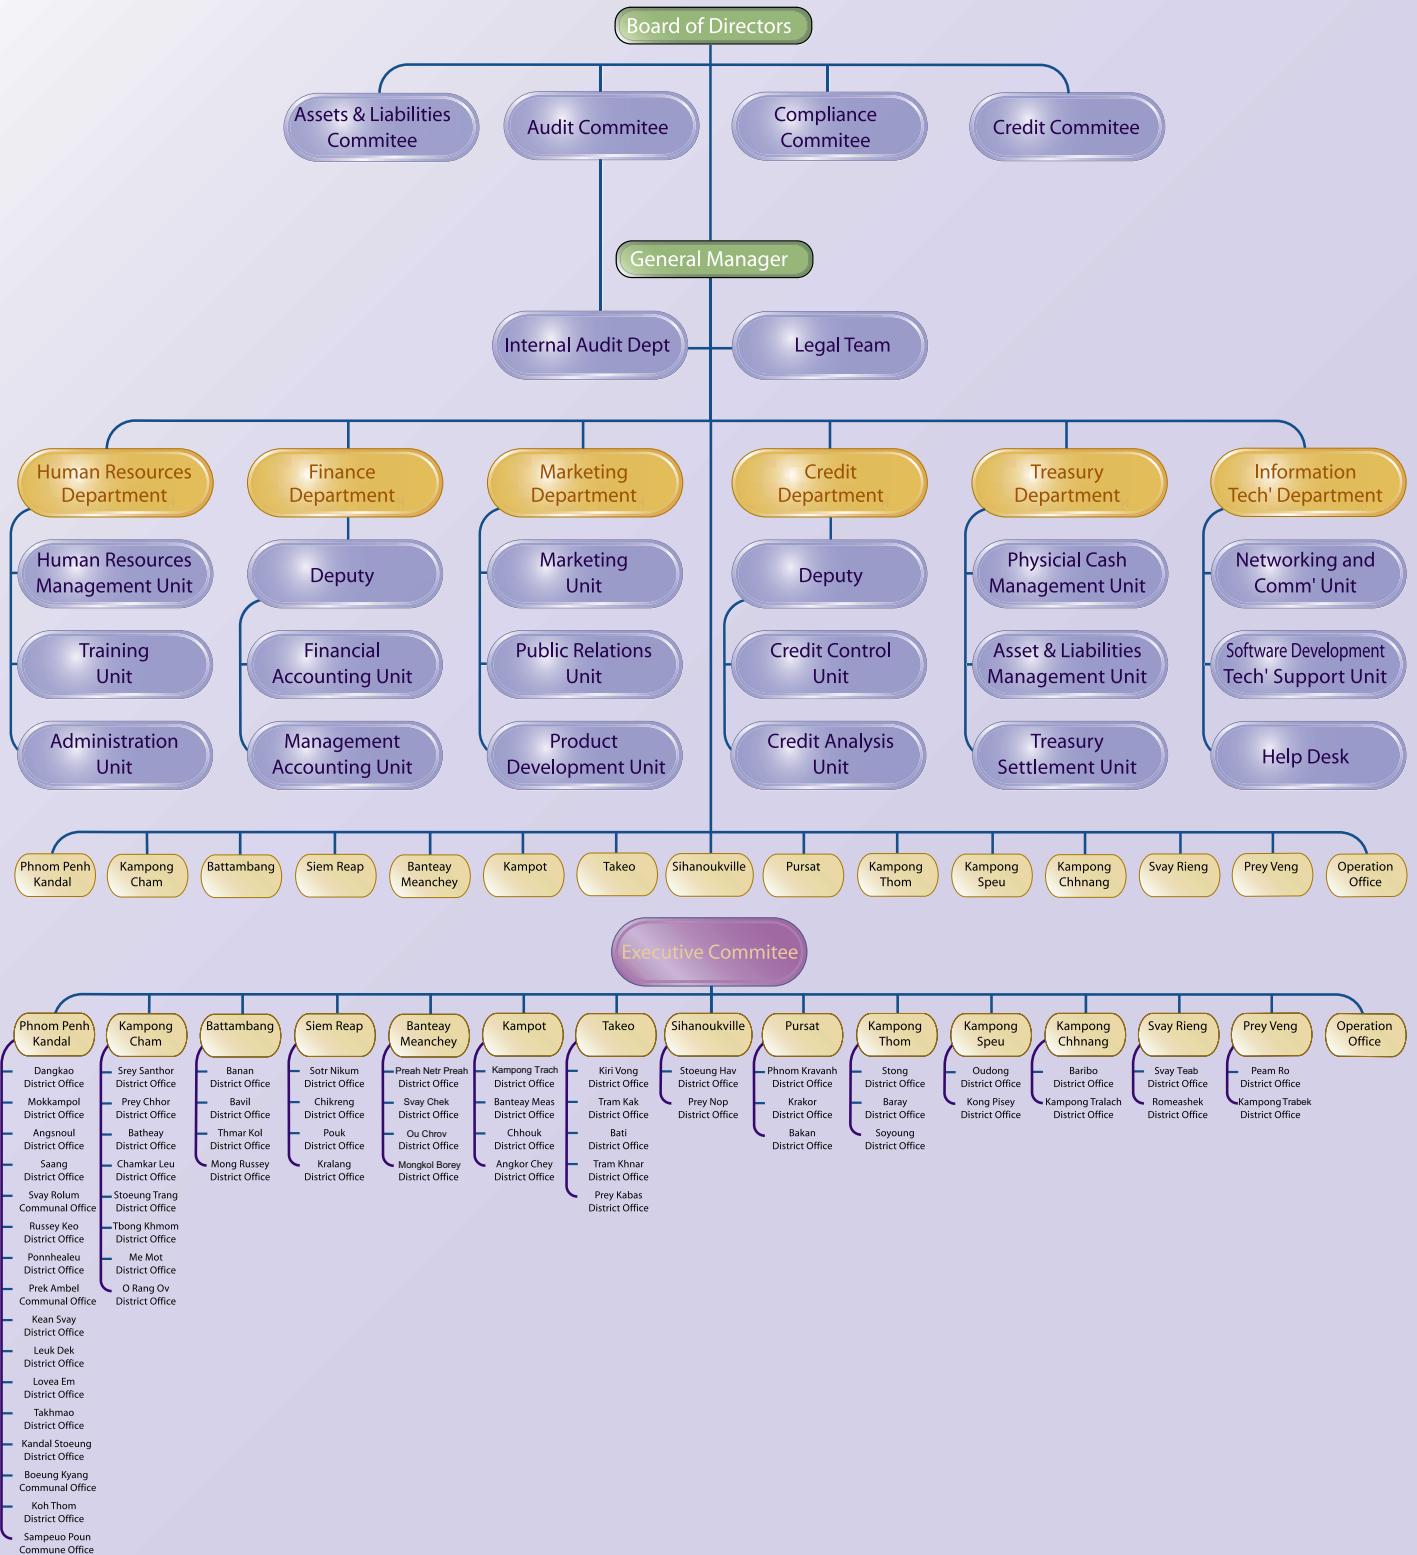 Board of Directors
Assets & Liabilities
Commitee
Audit Commitee
Compliance
Commitee
Credit Commitee
General Manager
Internal Audit Dept
Legal Team
Human Resources
Department
Finance
Department
Marketing
Department
Credit
Department
Treasury
Department
Information
Tech' Department
Human Resources
Management Unit
Deputy
Marketing
Unit
Deputy
Physicial Cash
Management Unit
Networking and
Comm' Unit
Training
Unit
Financial
Accounting Unit
Public Relations
Unit
Credit Control
Unit
Asset & Liabilities
Management Unit
Software Development
Tech' Support Unit
Administration
Unit
Management
Accounting Unit
Product
Development Unit
Credit Analysis
Unit
Treasury
Settlement Unit
Help Desk
Phnom Penh
Kandal
Kampong
Cham
Battambang
Siem Reap
Banteay
Meanchey
Kampot
Takeo
Sihanoukville
Pursat
Kampong
Thom
Kampong
Speu
Kampong
Chhnang
Svay Rieng
Prey Veng
Operation
Office
Executive Commitee
Phnom Penh
Kandal
Dangkao
District Office
Mokkampol
District Office
Angsnoul
District Office
Saang
District Office
Svay Rolum
Communal Office
Russey Keo
District Office
Ponnhealeu
District Office
Prek Ambel
Communal Office
Kean Svay
District Office
Leuk Dek
District Office
Lovea Em
District Office
Takhmao
District Office
Kandal Stoeung
District Office
Boeung Kyang
Communal Office
Koh Thom
District Office
Sampeuo Poun
Commune Office
Kampong
Cham
Srey Santhor
District Office
Prey Chhor
District Office
Batheay
District Office
Chamkar Leu
District Office
Stoeung Trang
District Office
Tbong Khmom
District Office
Me Mot
District Office
O Rang Ov
District Office
Battambang
Banan
District Office
Bavil
District Office
Thmar Kol
District Office
Mong Russey
District Office
Siem Reap
Sotr Nikum
District Office
Chikreng
District Office
Pouk
District Office
Kralang
District Office
Banteay
Meanchey
Preah Netr Preah
District Office
Svay Chek
District Office
Ou Chrov
District Office
Mongkol Borey
District Office
Kampot
Kampong Trach
District Office
Banteay Meas
District Office
Chhouk
District Office
Angkor Chey
District Office
Takeo
Kiri Vong
District Office
Tram Kak
District Office
Bati
District Office
Tram Khnar
District Office
Prey Kabas
District Office
Sihanoukville
Stoeung Hav
District Office
Prey Nop
District Office
Pursat
Phnom Kravanh
District Office
Krakor
District Office
Bakan
District Office
Kampong
Thom
Stong
District Office
Baray
District Office
Soyoung
District Office
Kampong
Speu
Oudong
District Office
Kong Pisey
District Office
Kampong
Chhnang
Baribo
District Office
Kampong Tralach
District Office
Svay Rieng
Svay Teab
District Office
Romeashek
District Office
Prey Veng
Peam Ro
District Office
Kampong Trabek
District Office
Operation
Office